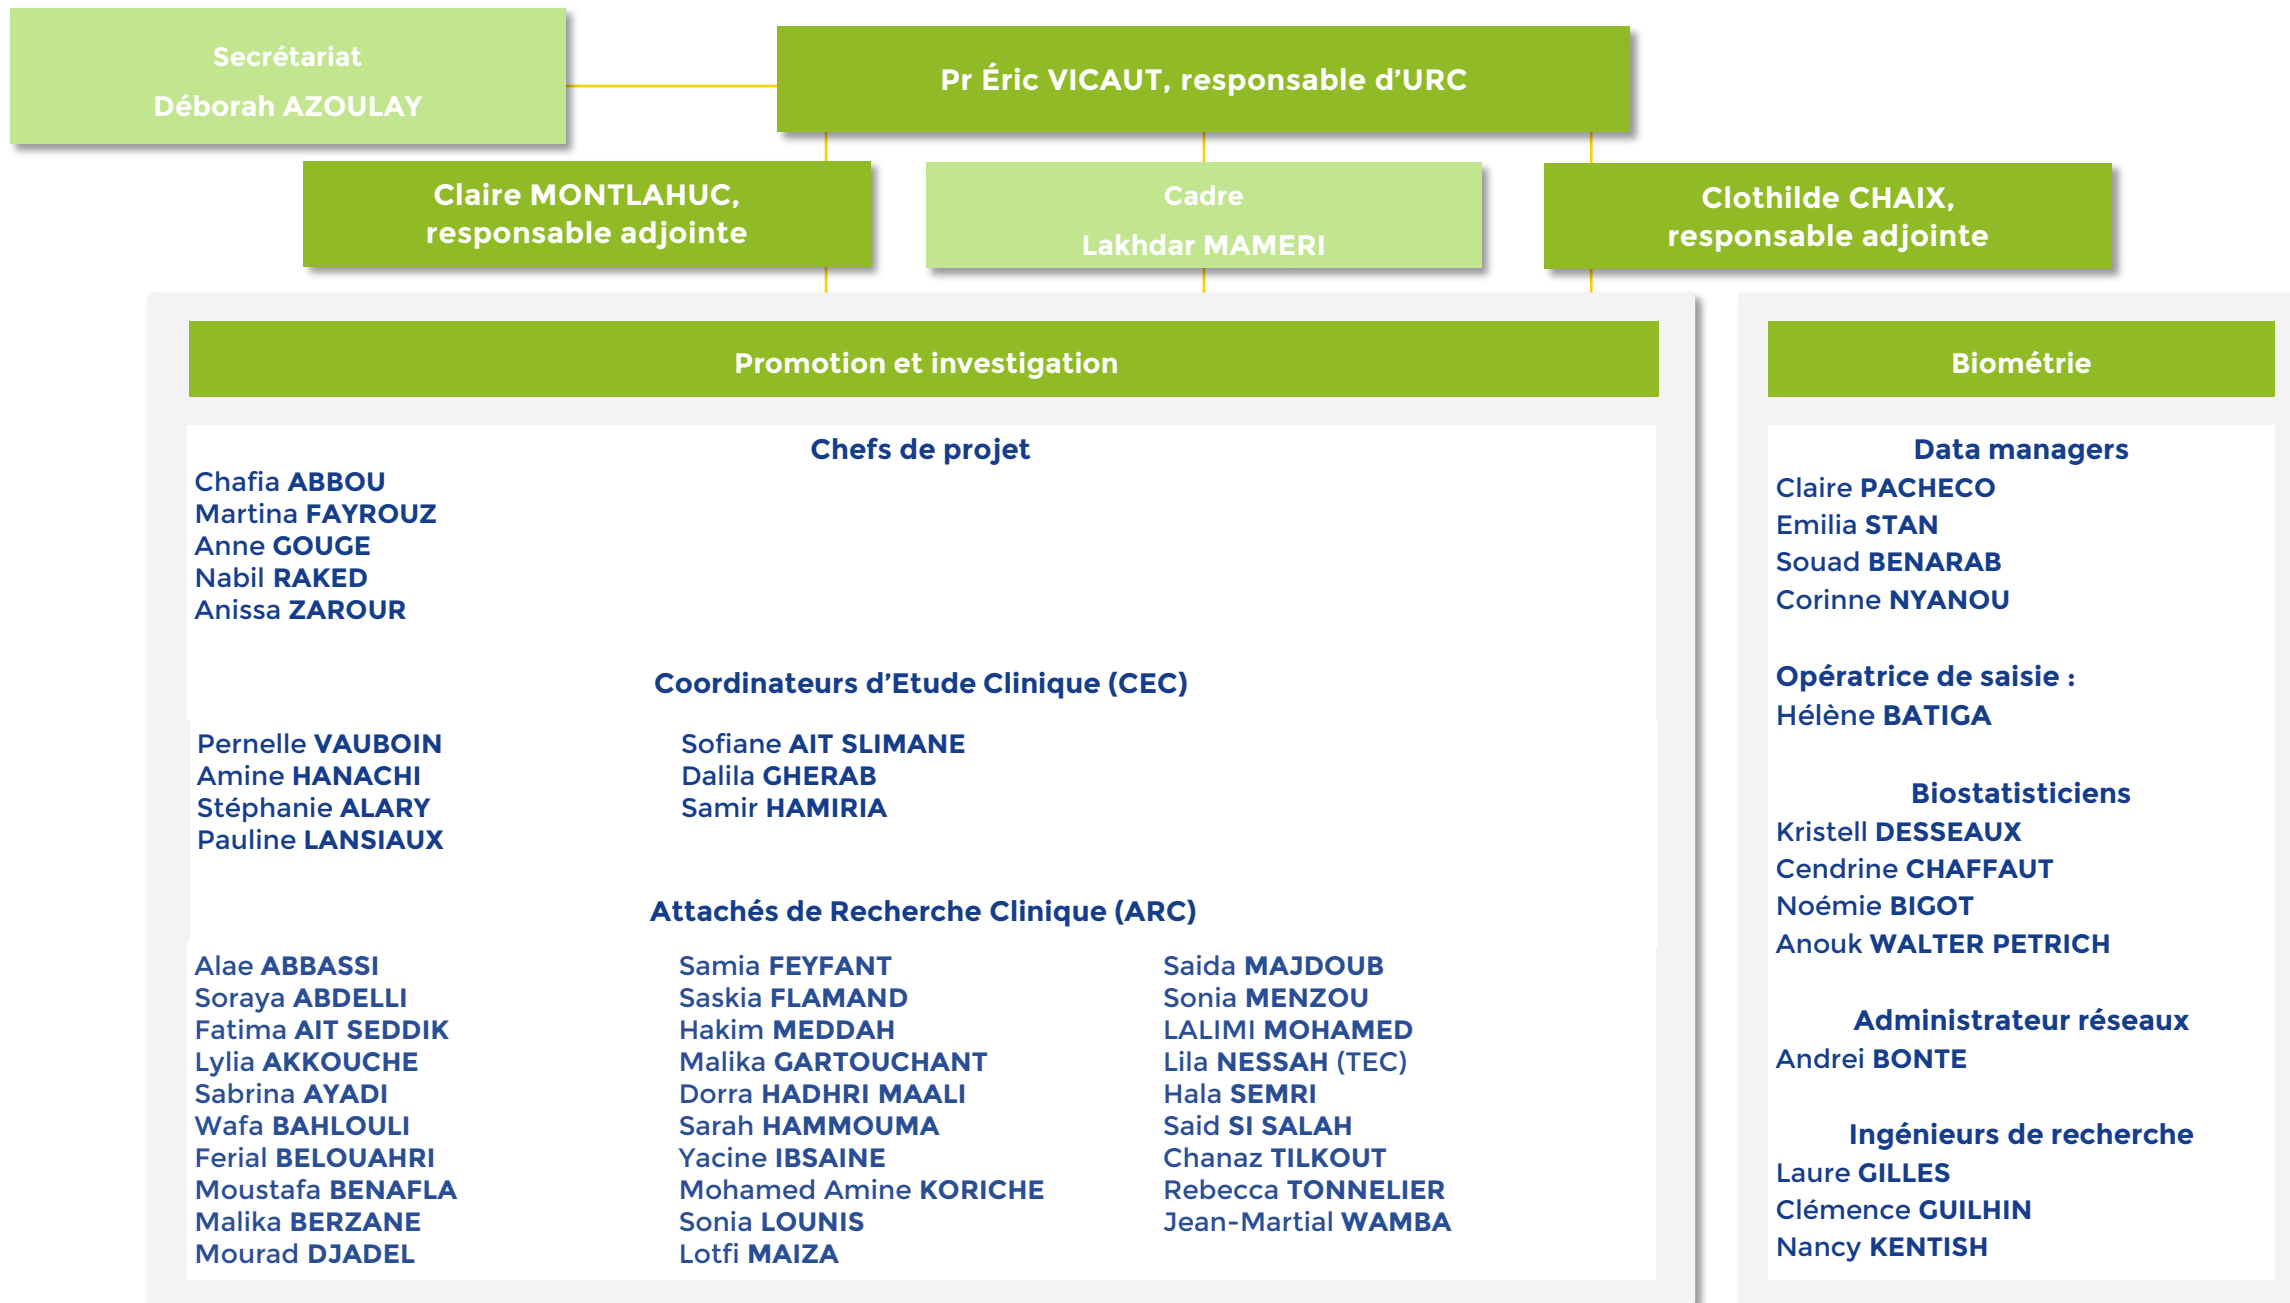 Secrétariat
Déborah AZOULAY
Pr Éric VICAUT, responsable d’URC
Claire MONTLAHUC,
responsable adjointe
Cadre
Lakhdar MAMERI
Clothilde CHAIX,
responsable adjointe
Promotion et investigation
Chefs de projet
Chafia ABBOU
Martina FAYROUZ
Anne GOUGE
Nabil RAKED
Anissa ZAROUR
Coordinateurs d’Etude Clinique (CEC)
Pernelle VAUBOIN
Amine HANACHI
Stéphanie ALARY
Pauline LANSIAUX
Sofiane AIT SLIMANE
Dalila GHERAB
Samir HAMIRIA
Attachés de Recherche Clinique (ARC)
Alae ABBASSI
Soraya ABDELLI
Fatima AIT SEDDIK
Lylia AKKOUCHE
Sabrina AYADI
Wafa BAHLOULI
Ferial BELOUAHRI
Moustafa BENAFLA
Malika BERZANE
Mourad DJADEL
Samia FEYFANT
Saskia FLAMAND
Hakim MEDDAH
Malika GARTOUCHANT
Dorra HADHRI MAALI
Sarah HAMMOUMA
Yacine IBSAINE
Mohamed Amine KORICHE
Sonia LOUNIS
Lotfi MAIZA
Saida MAJDOUB
Sonia MENZOU
LALIMI MOHAMED
Lila NESSAH (TEC)
Hala SEMRI
Said SI SALAH
Chanaz TILKOUT
Rebecca TONNELIER
Jean-Martial WAMBA
Biométrie
Data managers
Claire PACHECO
Emilia STAN
Souad BENARAB
Corinne NYANOU
Opératrice de saisie :
Hélène BATIGA
Biostatisticiens
Kristell DESSEAUX
Cendrine CHAFFAUT
Noémie BIGOT
Anouk WALTER PETRICH
Administrateur réseaux
Andrei BONTE
Ingénieurs de recherche
Laure GILLES
Clémence GUILHIN
Nancy KENTISH